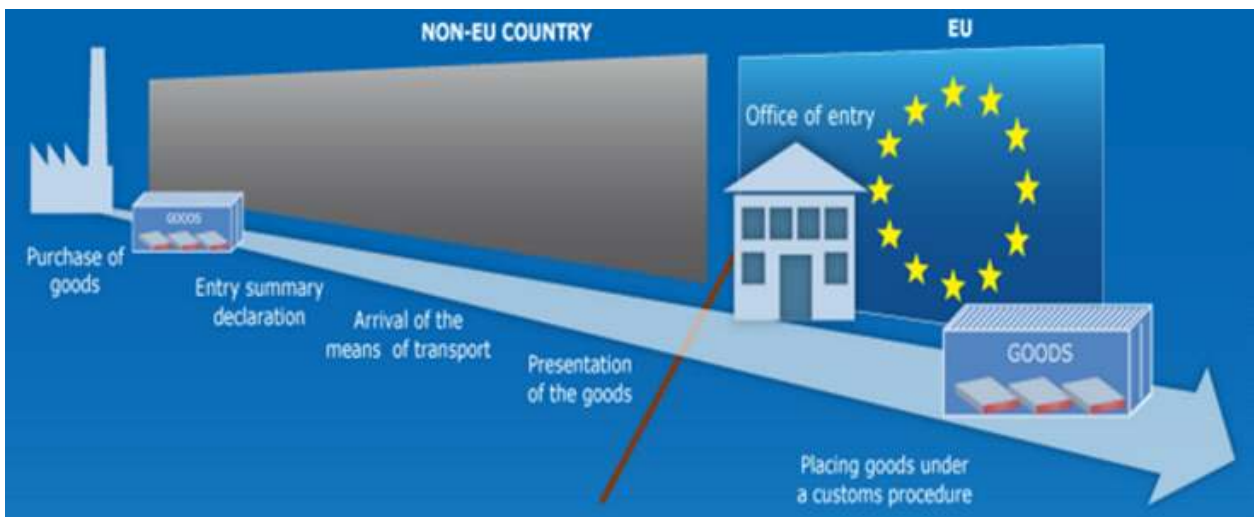 NON-EU COUNTRY
EU
Office of entry
GOODS
Purchase of
goods
Entry summary
declaration
Arrival of the
means of transport
Presentation
of the goods
GOODS
Placing goods under
a customs procedure